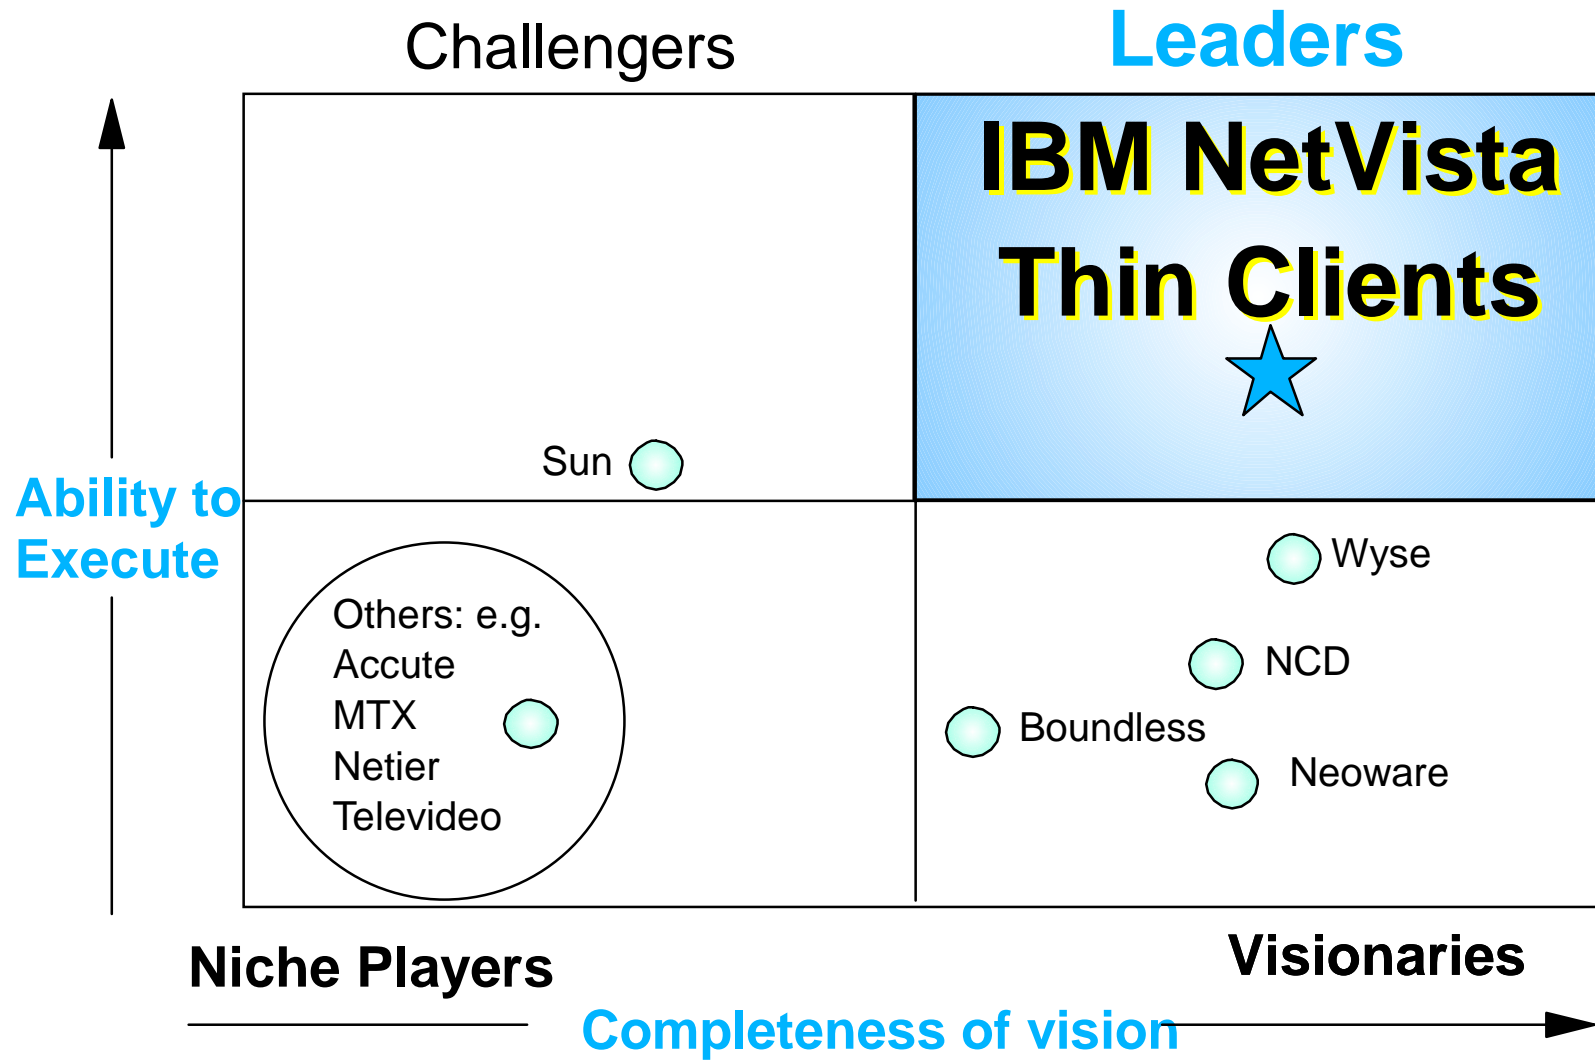 Challengers
Leaders
IBM NetVista
Thin Clients
Sun
Ability to
Execute
Wyse
Others: e.g.
Accute
MTX
Netier
Televideo
NCD
Boundless
Neoware
Niche Players
Visionaries
Completeness of vision